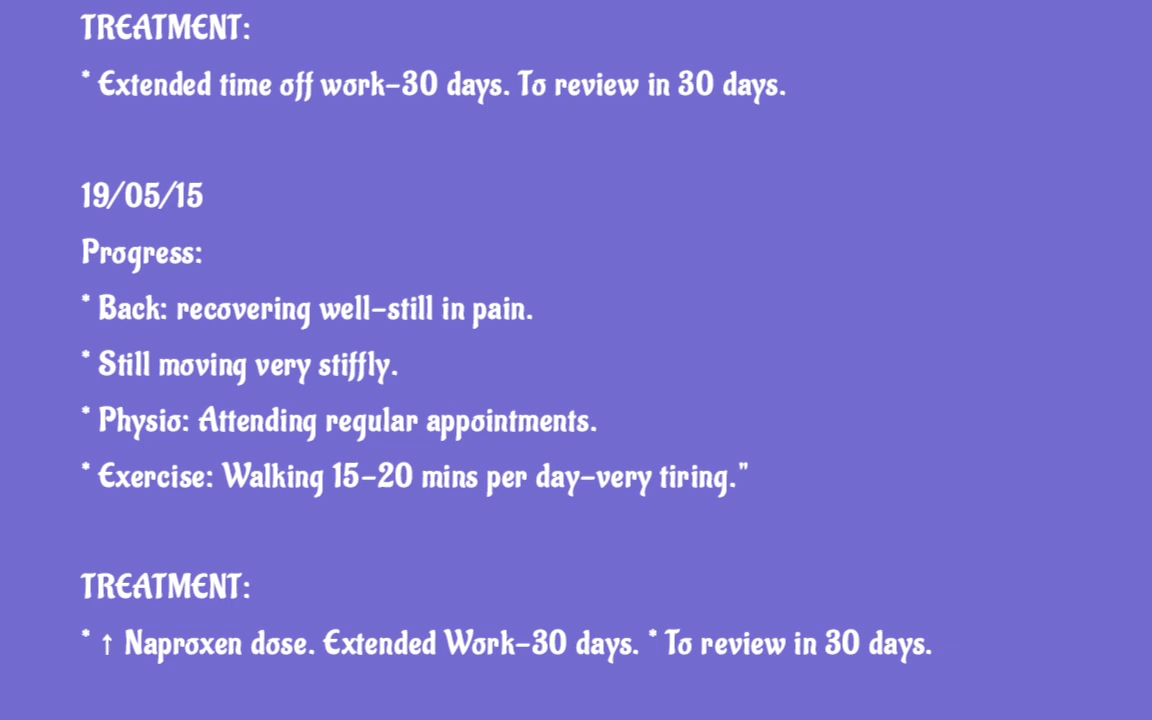 TREATMENT:
* Extended time off work-30 days. To review in 30 days.
19/05/15
Progress:
* Back: recovering well-still in pain.
* Still moving very stiffly.
* Physio: Attending regular appointments.
* Exercise: Walking 15-20 mins per day-very tiring."
TREATMENT:
* ↑ Naproxen dose. Extended Work-30 days. * To review in 30 days.